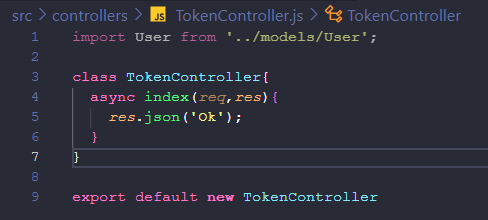 src > controllers > JS TokenController.js > TokenController
1 import User from '../models/User';
2
3 class TokenController{
4   async index(req,res){
5     res.json('Ok');
6   }
7 }
8
9 export default new TokenController